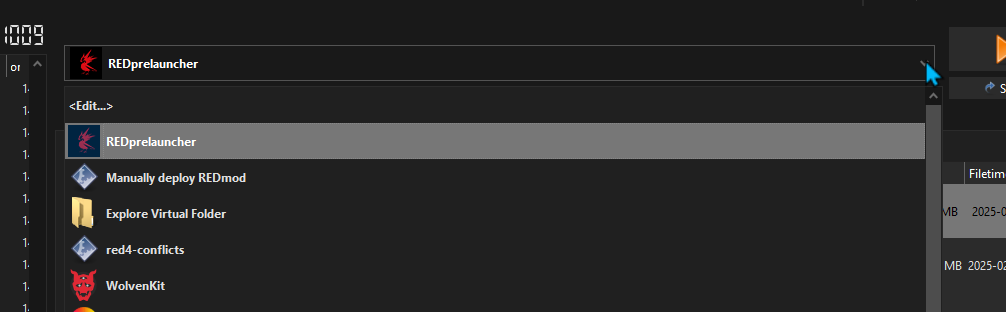 1009
or
REDprelauncher
S
<Edit...>
REDprelauncher
Manually deploy REDmod
Filetim
Explore Virtual Folder
MB 2025-0
red4-conflicts
MB 2025-02
WolvenKit